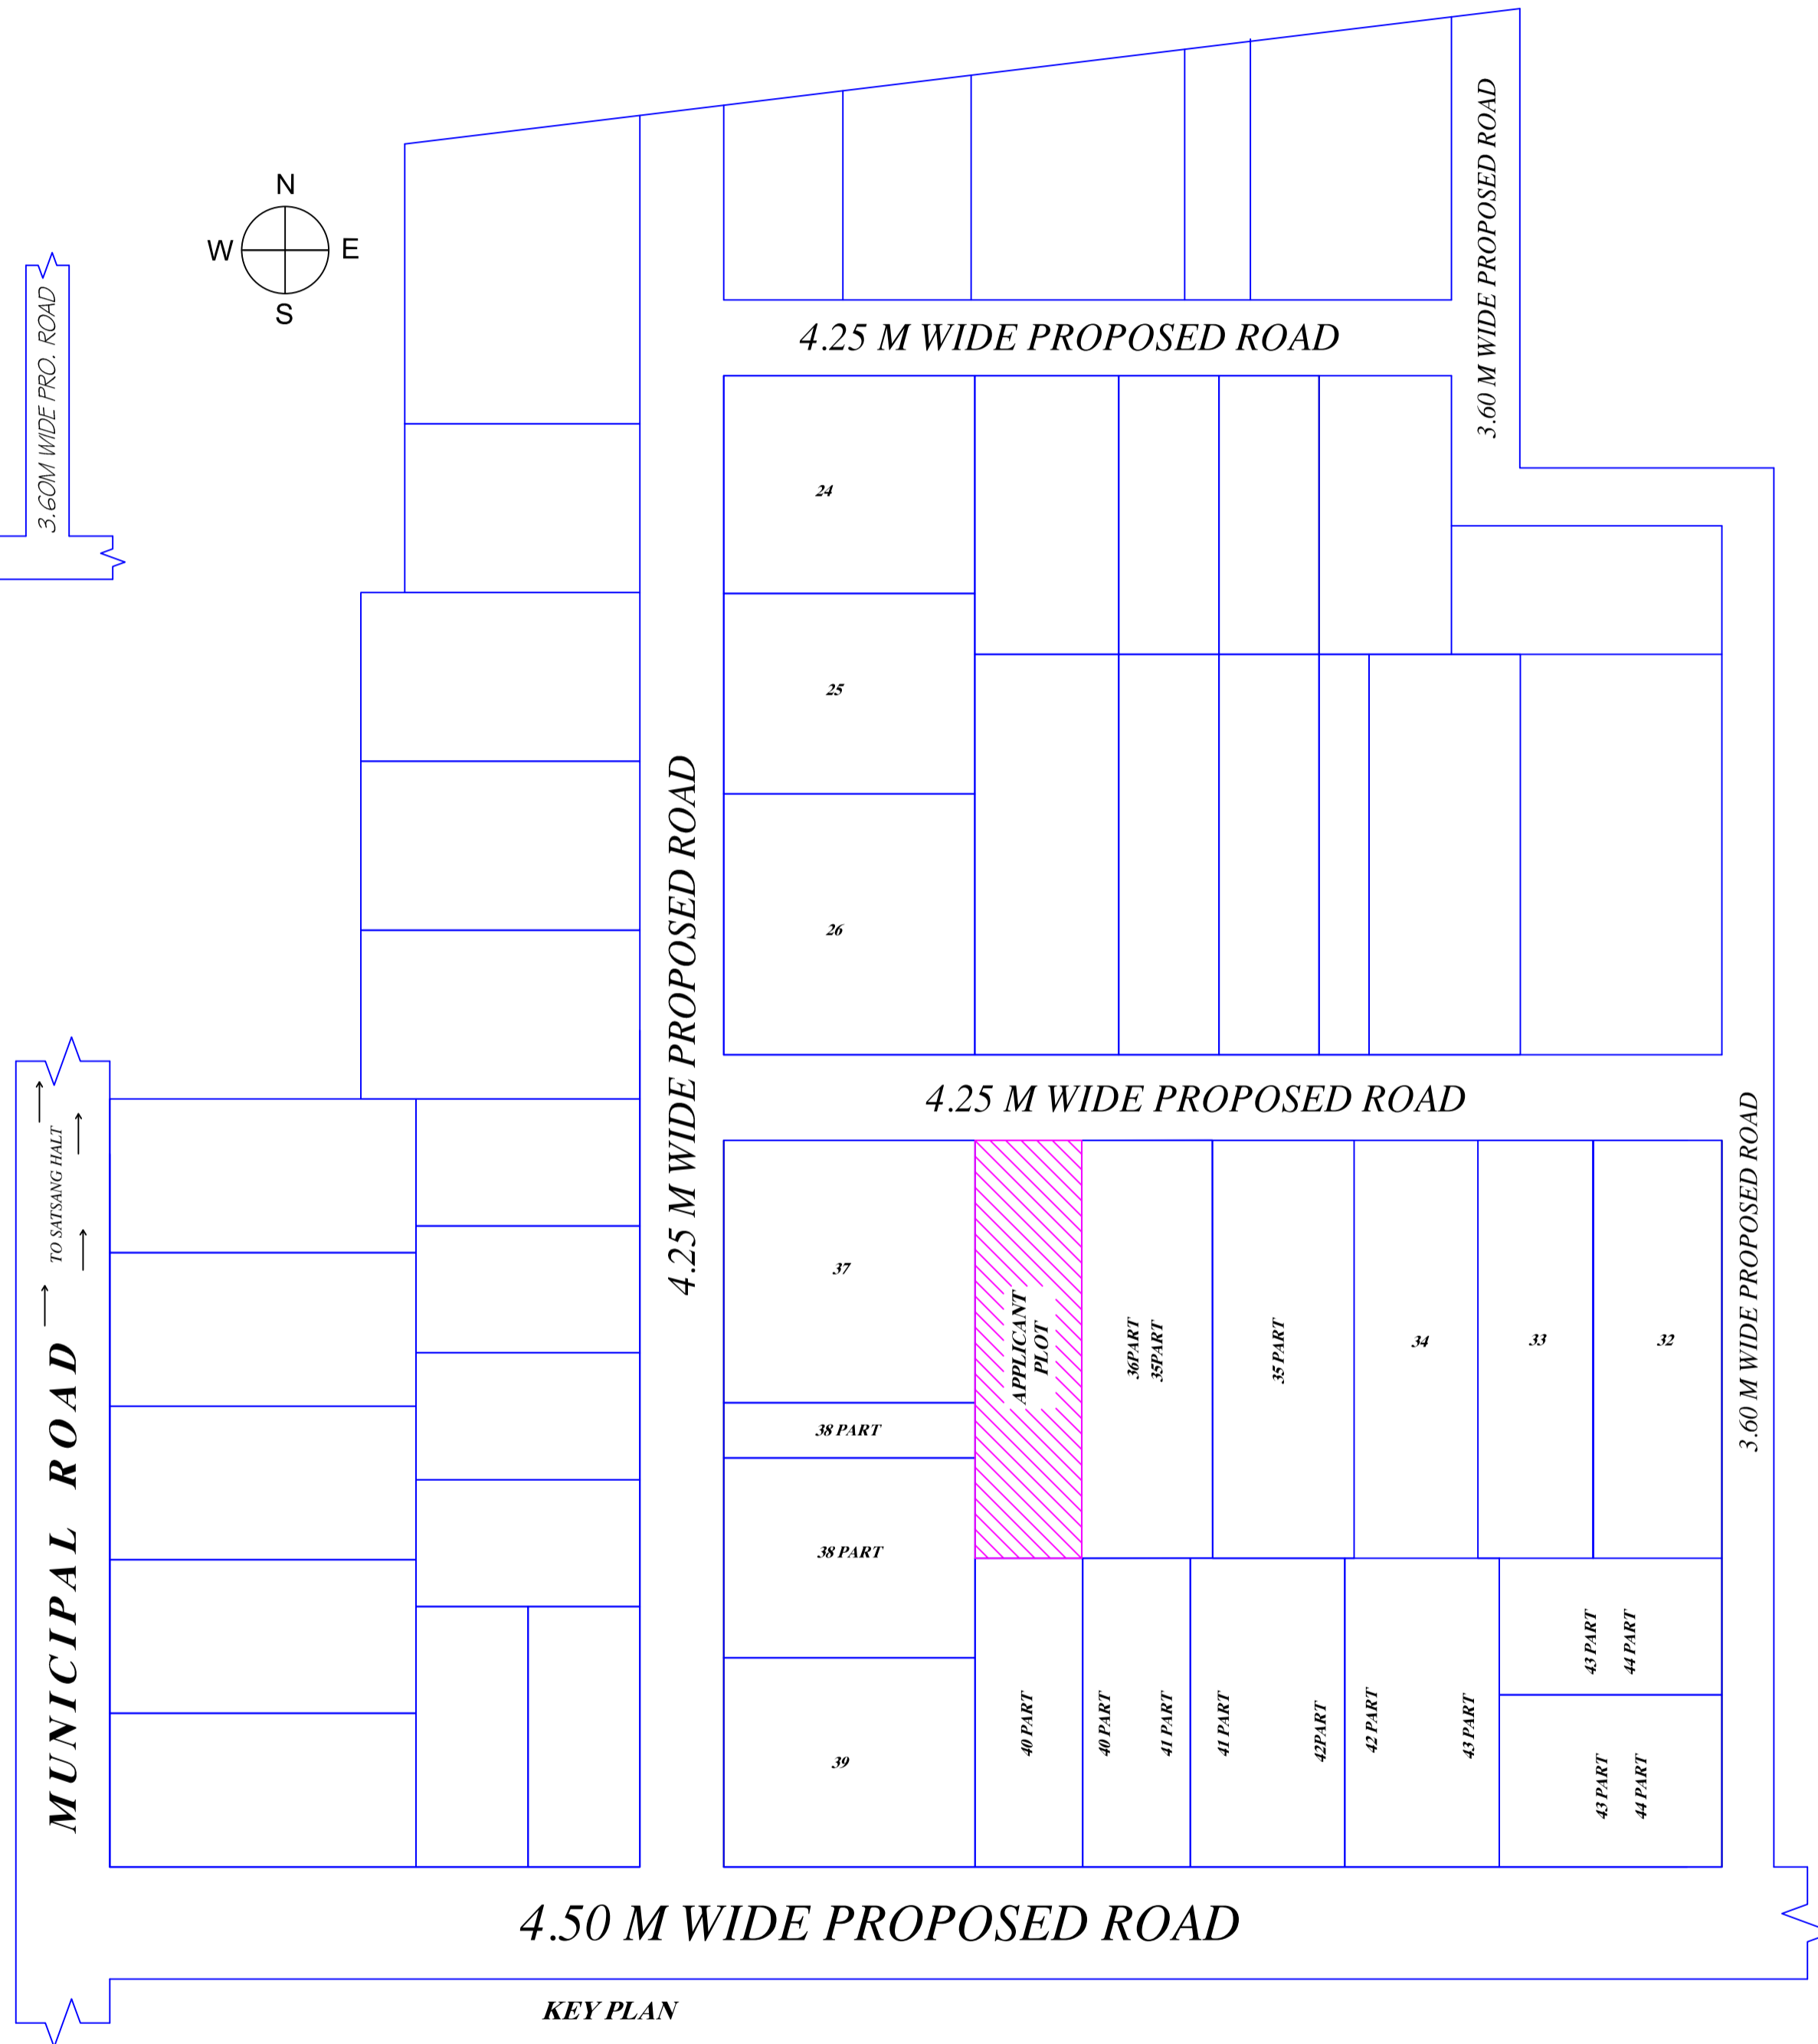 3.60 M WIDE PROPOSED ROAD
N
W
E
S
3.60M WIDE PRO. ROAD
4.25 M WIDE PROPOSED ROAD
24
25
26
4.25 M WIDE PROPOSED ROAD
4.25 M WIDE PROPOSED ROAD
3.60 M WIDE PROPOSED ROAD
TO SATSANG HALT
MUNICIPAL ROAD
37
APPLICANT
PLOT
36PART
35PART
35 PART
34
33
32
38 PART
38 PART
39
40 PART
40 PART
41 PART
41 PART
42PART
42 PART
43 PART
43 PART
44 PART
43 PART
44 PART
4.50 M WIDE PROPOSED ROAD
KEY PLAN